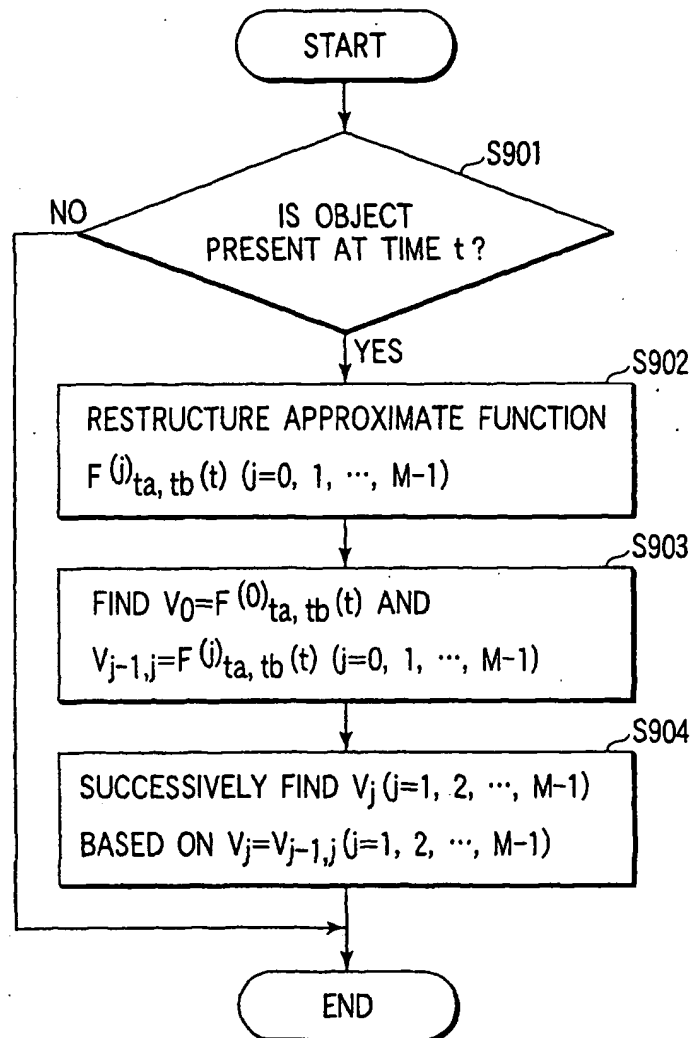 START
S901
NO
IS OBJECT
PRESENT AT TIME t?
YES
S902
RESTRUCTURE APPROXIMATE FUNCTION
F(j)ta, tb(t) (j=0, 1, ···, M-1)
S903
FIND V0=F(0)ta, tb(t) AND
Vj-1,j=F(j)ta, tb(t) (j=0, 1, ···, M-1)
S904
SUCCESSIVELY FIND Vj(j=1, 2, ···, M-1)
BASED ON Vj=Vj-1,j(j=1, 2, ···, M-1)
END